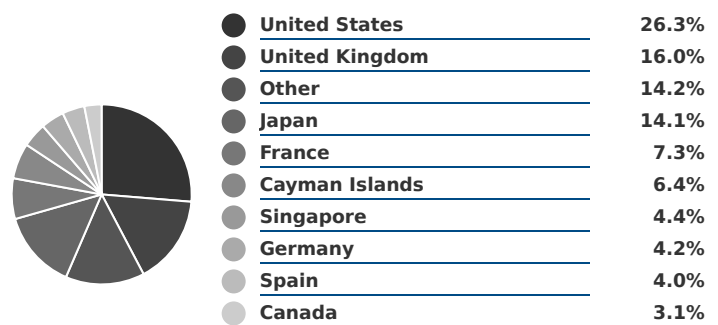 United States 26.3%
United Kingdom 16.0%
Other 14.2%
Japan 14.1%
France 7.3%
Cayman Islands 6.4%
Singapore 4.4%
Germany 4.2%
Spain 4.0%
Canada 3.1%